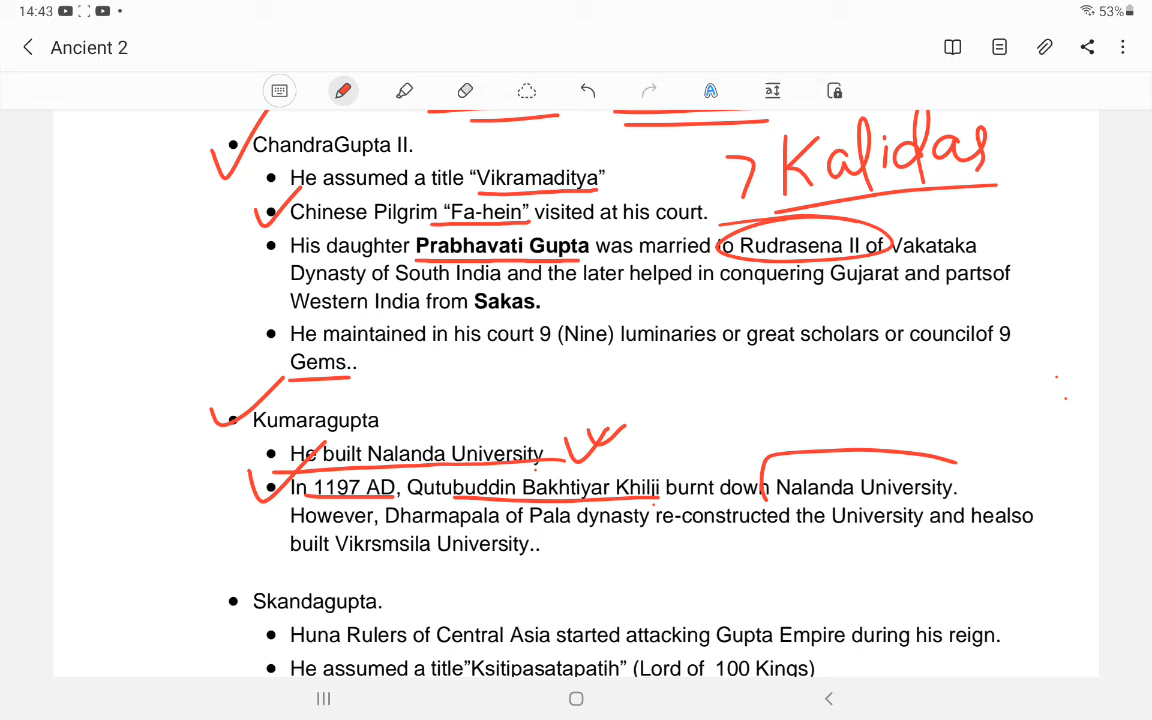 14:43
53%
Ancient 2
ChandraGupta II.
Kalidas
He assumed a title “Vikramaditya”
Chinese Pilgrim “Fa-hein” visited at his court.
His daughter Prabhavati Gupta was married to Rudrasena II of Vakataka
Dynasty of South India and the later helped in conquering Gujarat and partsof
Western India from Sakas.
He maintained in his court 9 (Nine) luminaries or great scholars or councilof 9
Gems..
Kumaragupta
He built Nalanda University
In 1197 AD, Qutubuddin Bakhtiyar Khilji burnt down Nalanda University.
However, Dharmapala of Pala dynasty re-constructed the University and healso
built Vikrsmsila University..
Skandagupta.
Huna Rulers of Central Asia started attacking Gupta Empire during his reign.
He assumed a title”Ksitipasatapatih” (Lord of 100 Kings)